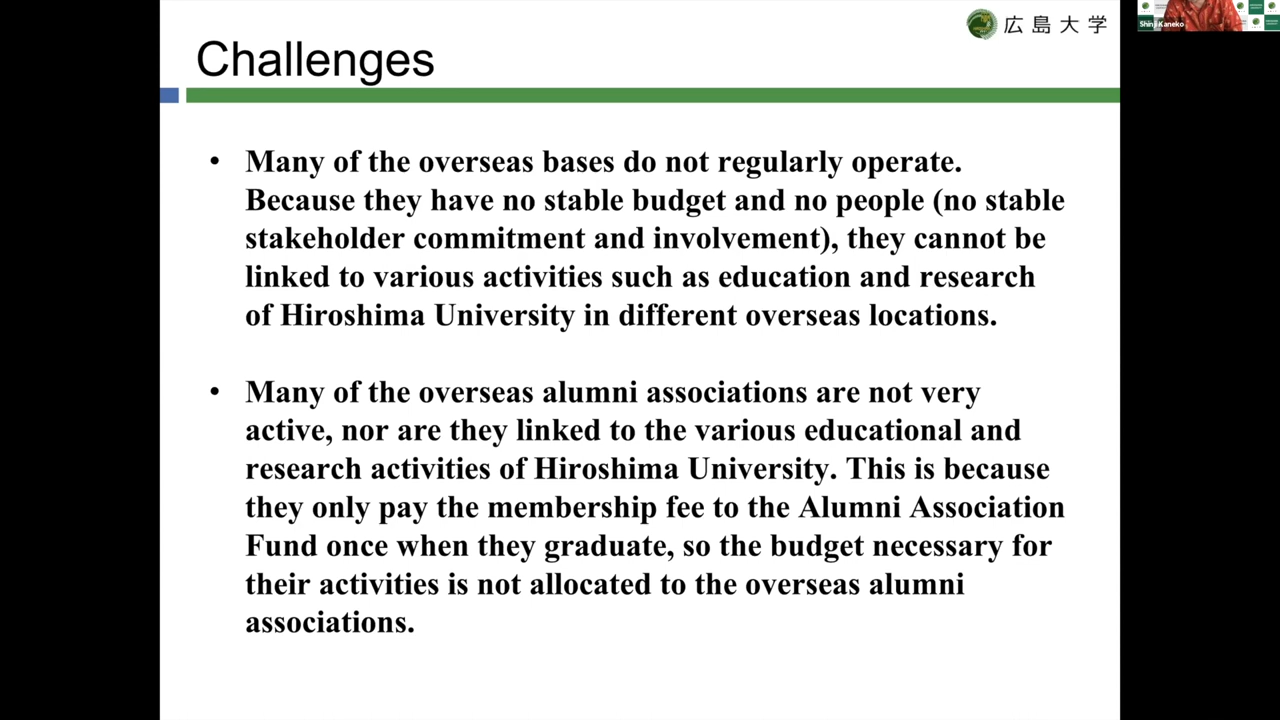 広島大学
Shinji Kaneko
Challenges
• Many of the overseas bases do not regularly operate.
Because they have no stable budget and no people (no stable
stakeholder commitment and involvement), they cannot be
linked to various activities such as education and research
of Hiroshima University in different overseas locations.
• Many of the overseas alumni associations are not very
active, nor are they linked to the various educational and
research activities of Hiroshima University. This is because
they only pay the membership fee to the Alumni Association
Fund once when they graduate, so the budget necessary for
their activities is not allocated to the overseas alumni
associations.